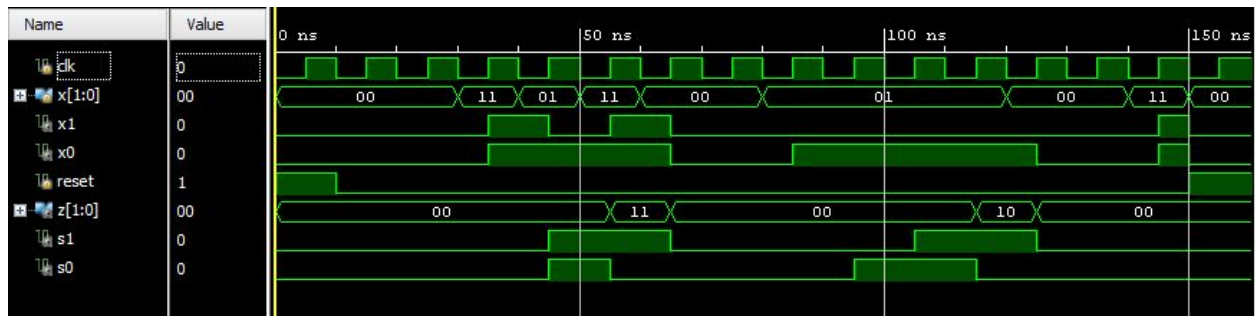 Name Value
0 ns 50 ns 100 ns 150 ns
clk 0
x[1:0] 00 00 11 01 11 00 01 00 11 00
x1 0
x0 0
reset 1
z[1:0] 00 00 11 00 10 00
s1 0
s0 0